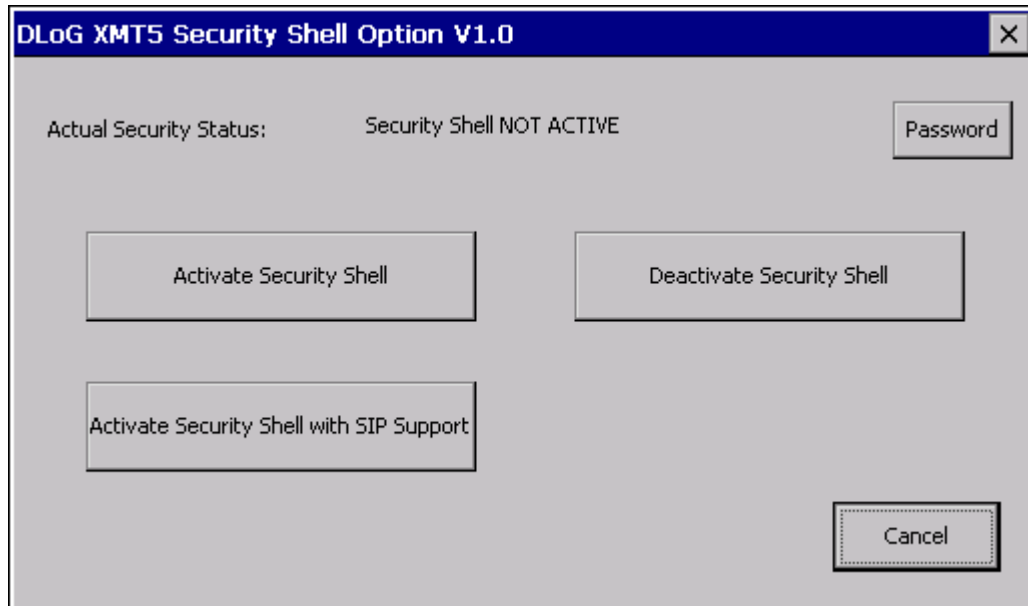 DLoG XMT5 Security Shell Option V1.0
Actual Security Status: Security Shell NOT ACTIVE Password
Activate Security Shell Deactivate Security Shell
Activate Security Shell with SIP Support
Cancel